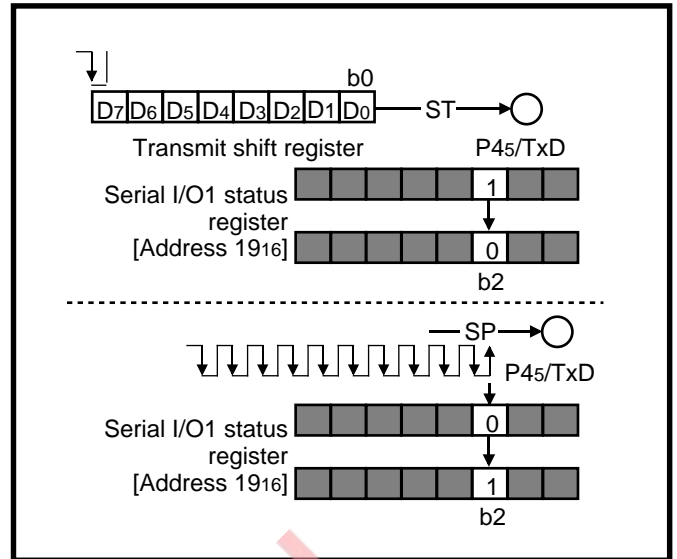 b0
D7 D6 D5 D4 D3 D2 D1 D0 ST
Transmit shift register P45/TxD
Serial I/O1 status
register
[Address 1916]
1
0
b2
SP
P45/TxD
Serial I/O1 status
register
[Address 1916]
0
1
b2